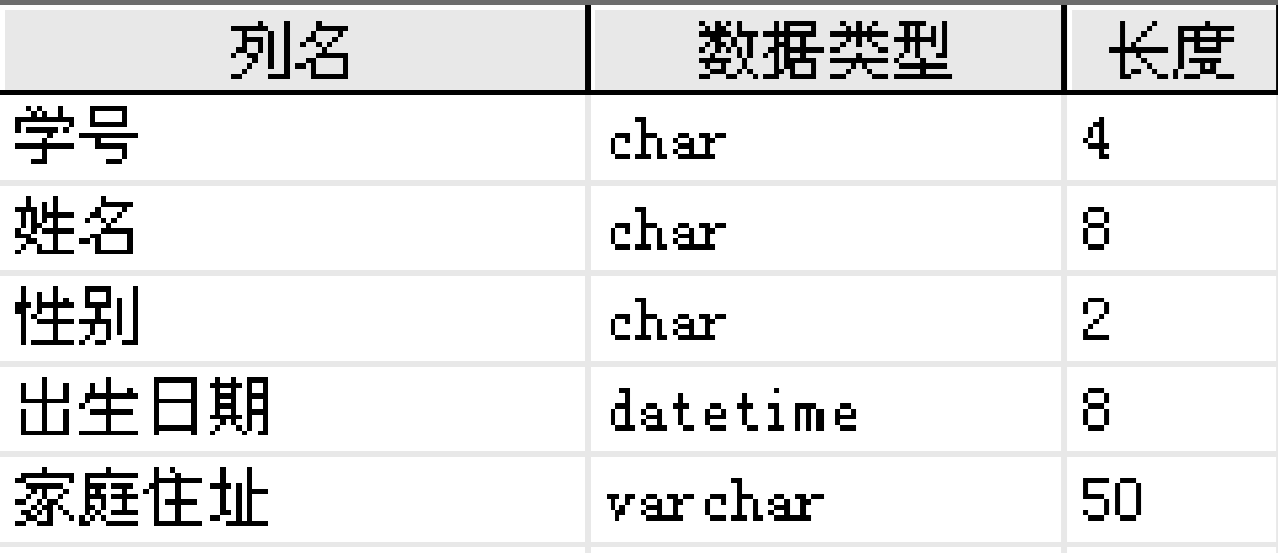 列名 数据类型 长度
学号 char 4
姓名 char 8
性别 char 2
出生日期 datetime 8
家庭住址 varchar 50